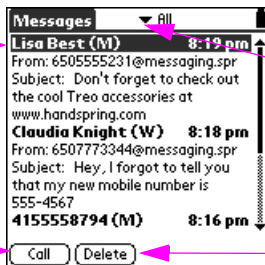 Messages ▼ All
Lisa Best (M) 8:19 pm
From: 6505555231@messaging.spr
Subject: Don't forget to check out
the cool Treo accessories at
www.handspring.com
Claudia Knight (W) 8:18 pm
From: 6507773344@messaging.spr
Subject: Hey, I forgot to tell you
that my new mobile number is
555-4567
4155558794 (M) 8:16 pm
Call Delete